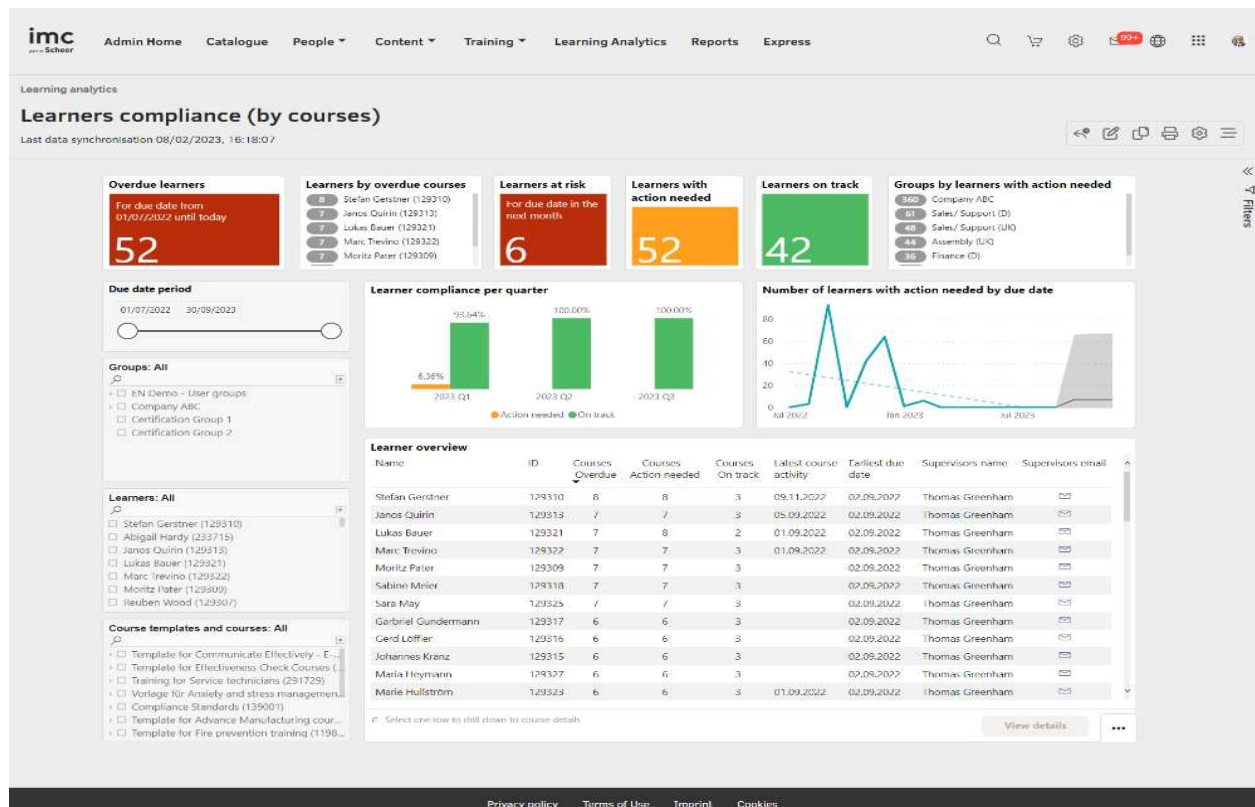 imc
Scheer
Admin Home Catalogue People Content Training Learning Analytics Reports Express
99+
Learning analytics
Learners compliance (by courses)
Last data synchronisation 08/02/2023, 16:18:07
Filters
Overdue learners
For due date from
01/07/2022 until today
52
Learners by overdue courses
8 Stefan Gerstner (129310)
7 Janos Quirin (129313)
7 Lukas Bauer (129321)
7 Marc Trevino (129322)
7 Moritz Pater (129309)
Learners at risk
For due date in the
next month
6
Learners with
action needed
52
Learners on track
42
Groups by learners with action needed
360 Company ABC
61 Sales/ Support (D)
48 Sales/ Support (UK)
44 Assembly (UK)
36 Finance (D)
Due date period
01/07/2022 30/09/2023
Groups: All
EN Demo - User groups
Company ABC
Certification Group 1
Certification Group 2
Learners: All
Stefan Gerstner (129310)
Abigail Hardy (233715)
Janos Quirin (129313)
Lukas Bauer (129321)
Marc Trevino (129322)
Moritz Pater (129309)
Reuben Wood (129307)
Course templates and courses: All
Template for Communicate Effectively - E-...
Template for Effectiveness Check Courses (...
Training for Service technicians (291729)
Vorlage für Anxiety and stress managemen...
Compliance Standards (139001)
Template for Advance Manufacturing cour...
Template for Fire prevention training (1198...
Learner compliance per quarter
6.36% 93.64% 100.00% 100.00%
2023 Q1 2023 Q2 2023 Q3
Action needed On track
Number of learners with action needed by due date
80
60
40
20
0
Jul 2022 Jan 2023 Jul 2023
Learner overview
Name ID Courses Overdue Courses Action needed Courses On track Latest course activity Earliest due date Supervisors name Supervisors email
Stefan Gerstner 129310 8 8 3 09.11.2022 02.09.2022 Thomas Greenham
Janos Quirin 129313 7 7 3 05.09.2022 02.09.2022 Thomas Greenham
Lukas Bauer 129321 7 8 2 01.09.2022 02.09.2022 Thomas Greenham
Marc Trevino 129322 7 7 3 01.09.2022 02.09.2022 Thomas Greenham
Moritz Pater 129309 7 7 3 02.09.2022 Thomas Greenham
Sabine Meier 129318 7 7 3 02.09.2022 Thomas Greenham
Sara May 129325 7 7 3 02.09.2022 Thomas Greenham
Garbriel Gundermann 129317 6 6 3 02.09.2022 Thomas Greenham
Gerd Löffler 129316 6 6 3 02.09.2022 Thomas Greenham
Johannes Kranz 129315 6 6 3 02.09.2022 Thomas Greenham
Maria Heymann 129327 6 6 3 02.09.2022 Thomas Greenham
Marie Hullström 129323 6 6 3 01.09.2022 02.09.2022 Thomas Greenham
Select one row to drill down to course details
View details
Privacy policy Terms of Use Imprint Cookies